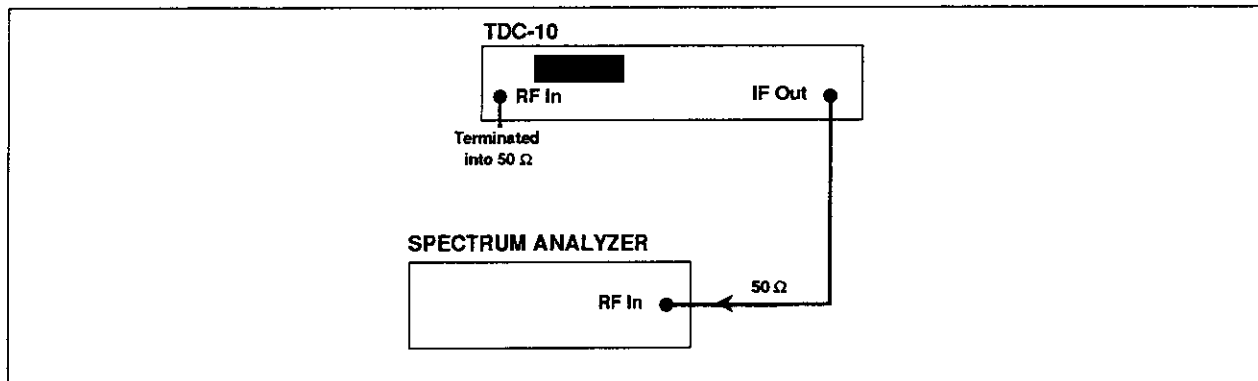 TDC-10
RF In
IF Out
Terminated
into 50 Ω
SPECTRUM ANALYZER
50 Ω
RF In